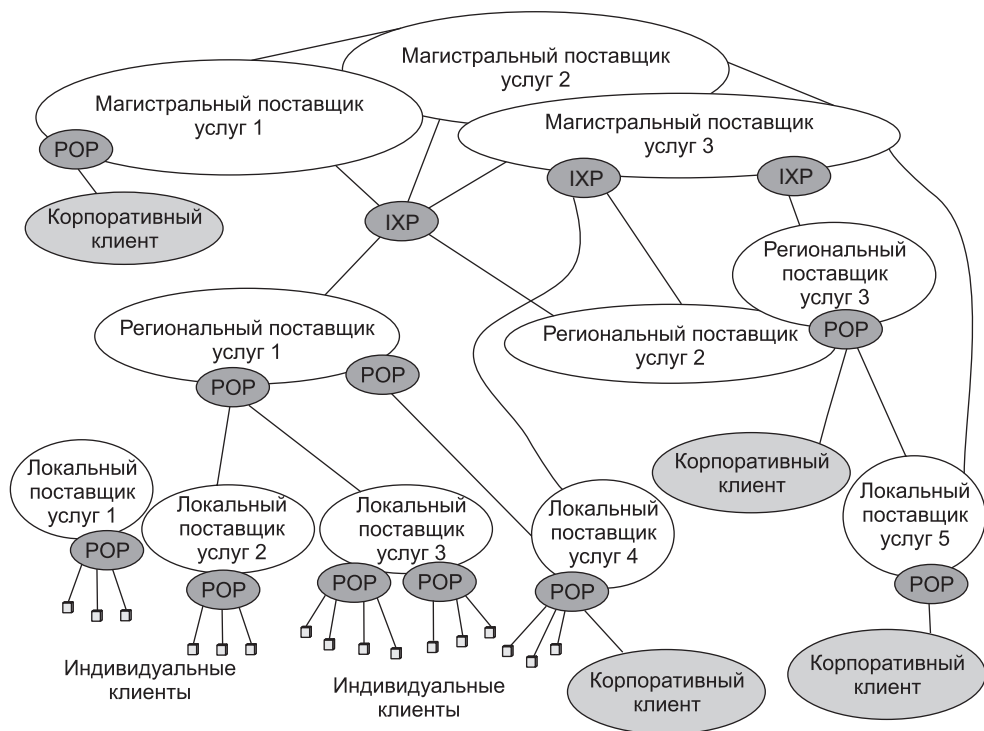 Магистральный поставщик
услуг 2
Магистральный поставщик
услуг 1
Магистральный поставщик
услуг 3
POP
IXP
IXP
Корпоративный
клиент
IXP
Региональный
поставщик
услуг 3
Региональный поставщик
услуг 1
POP
Региональный поставщик
услуг 2
POP
POP
Локальный
поставщик
услуг 1
Корпоративный
клиент
Локальный
поставщик
услуг 2
Локальный
поставщик
услуг 3
Локальный
поставщик
услуг 4
Локальный
поставщик
услуг 5
POP
POP
POP
POP
POP
POP
Индивидуальные
клиенты
Индивидуальные
клиенты
Корпоративный
клиент
Корпоративный
клиент